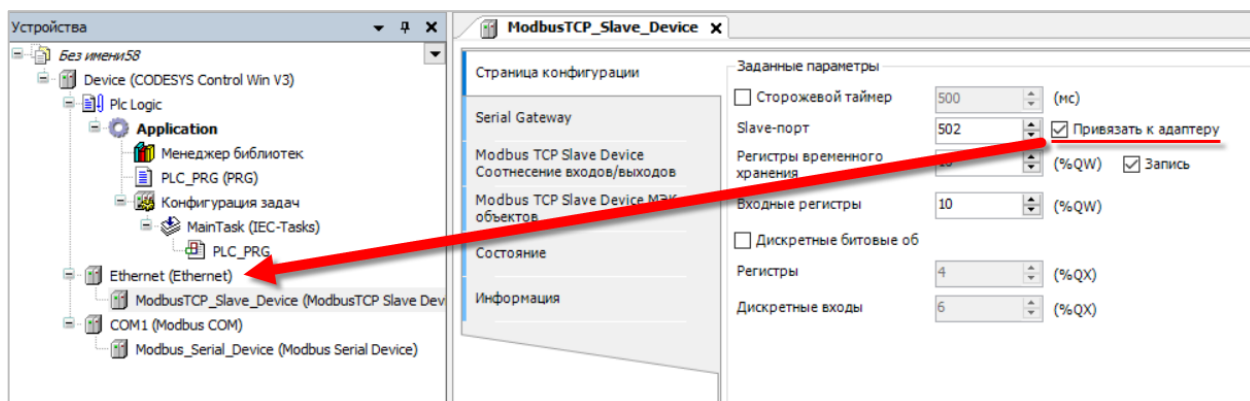 Устройства
Без имени58
Device (CODESYS Control Win V3)
Plc Logic
Application
Менеджер библиотек
PLC_PRG (PRG)
Конфигурация задач
MainTask (IEC-Tasks)
PLC_PRG
Ethernet (Ethernet)
ModbusTCP_Slave_Device (ModbusTCP Slave Dev
COM1 (Modbus COM)
Modbus_Serial_Device (Modbus Serial Device)
ModbusTCP_Slave_Device
Страница конфигурации
Serial Gateway
Modbus TCP Slave Device
Соотнесение входов/выходов
Modbus TCP Slave Device МЭК
объектов
Состояние
Информация
Заданные параметры
Сторожевой таймер 500 (мс)
Slave-порт 502 Привязать к адаптеру
Регистры временного
хранения (%QW) Запись
Входные регистры 10 (%QW)
Дискретные битовые об
Регистры 4 (%QX)
Дискретные входы 6 (%QX)